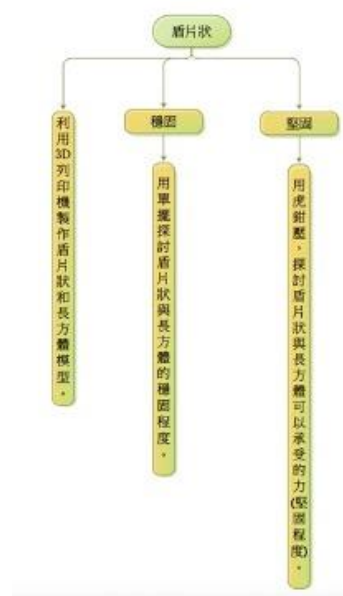 盾片狀
利用3D列印機製作盾片狀和長方體模型。
穩固
用單擺探討盾片狀與長方體的穩固程度。
堅固
用虎鉗壓，探討盾片狀與長方體可以承受的力(堅固程度)。